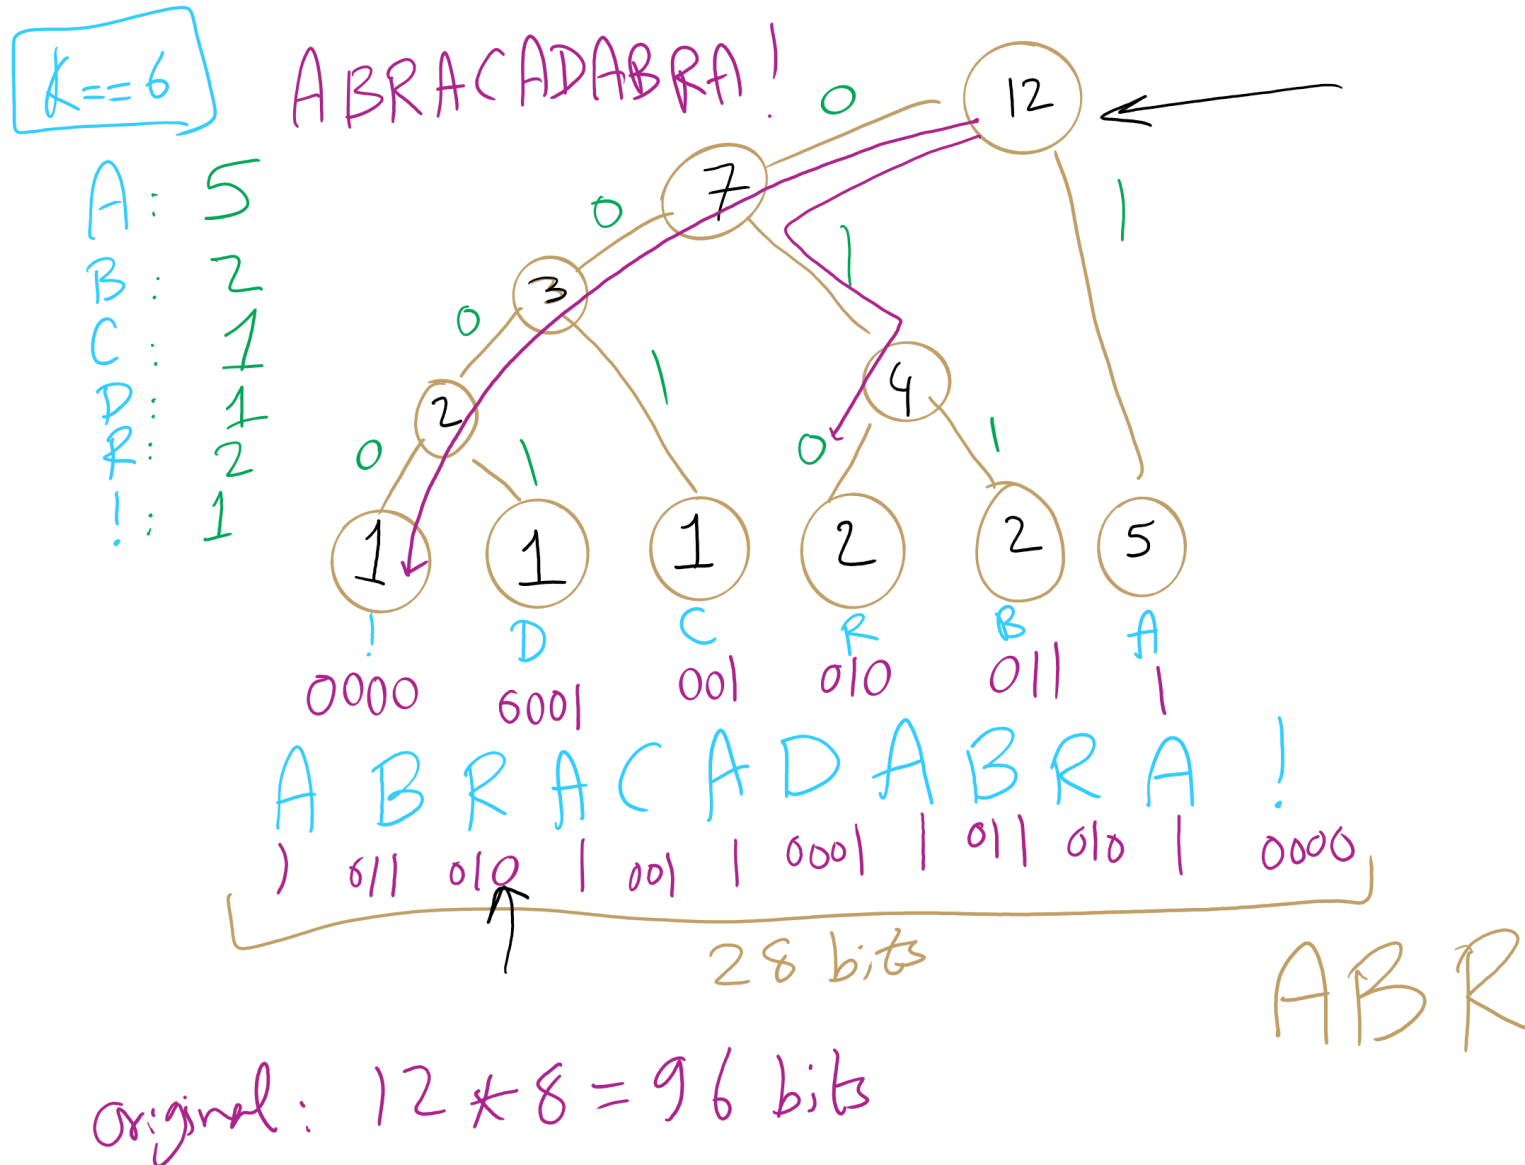 K==6
ABRACADABRA!
A: 5
B: 2
C: 1
D: 1
R: 2
!: 1
12
0 1
7
0 1
3
0 1
4
0 1
2
0 1
1 1 1 2 2 5
! D C R B A
0000 6001 001 010 011 1
A B R A C A D A B R A !
1 011 010 1 001 1 0001 1 011 010 1 0000
28 bits
ABR
original: 12*8=96 bits